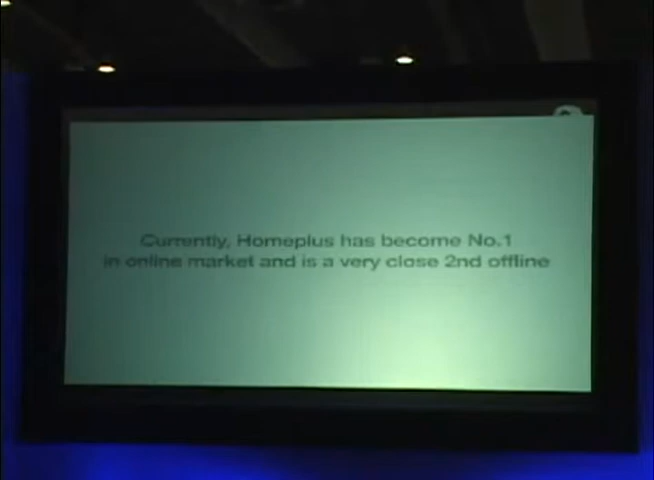 Currently, Homeplus has become No.1
in online market and is a very close 2nd offline